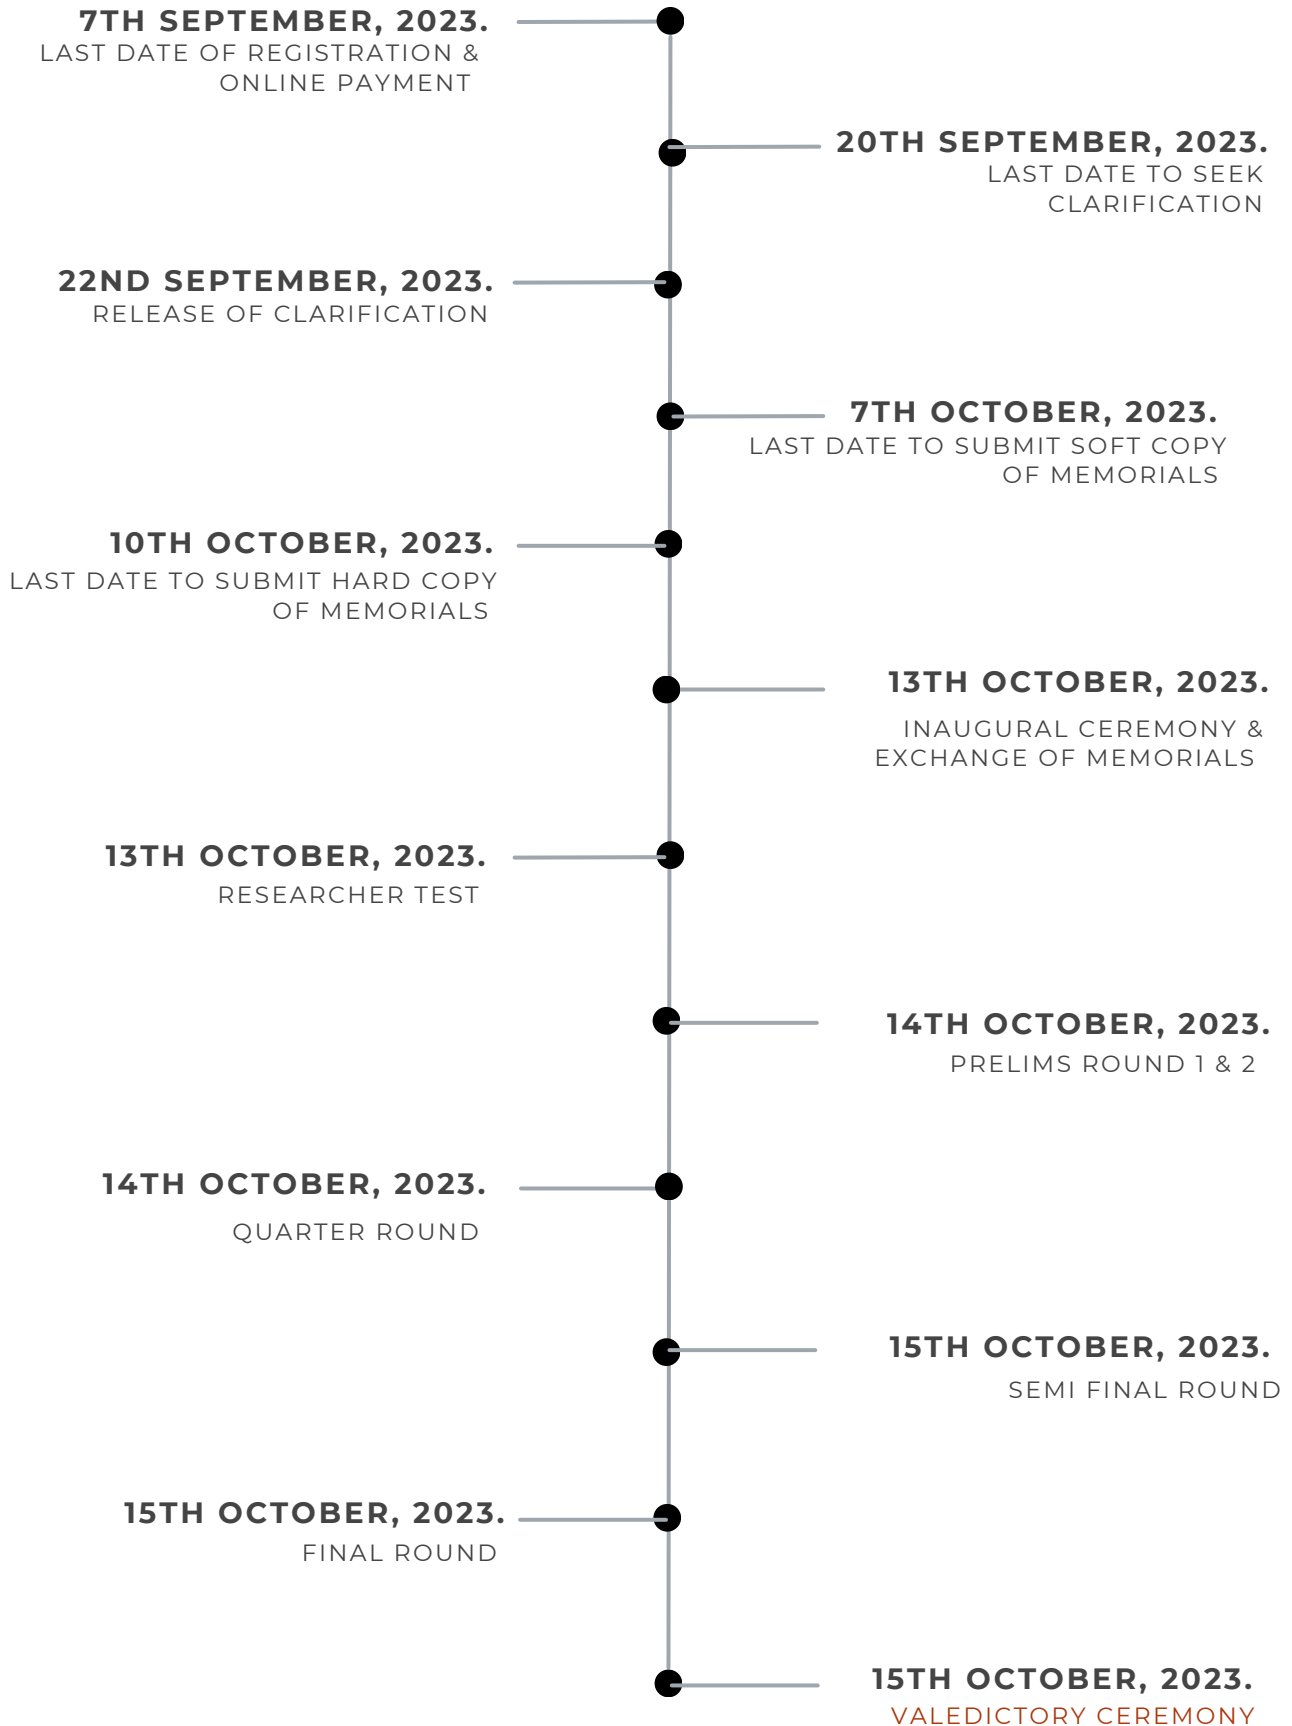 7TH SEPTEMBER, 2023.
LAST DATE OF REGISTRATION &
ONLINE PAYMENT
20TH SEPTEMBER, 2023.
LAST DATE TO SEEK
CLARIFICATION
22ND SEPTEMBER, 2023.
RELEASE OF CLARIFICATION
7TH OCTOBER, 2023.
LAST DATE TO SUBMIT SOFT COPY
OF MEMORIALS
10TH OCTOBER, 2023.
LAST DATE TO SUBMIT HARD COPY
OF MEMORIALS
13TH OCTOBER, 2023.
INAUGURAL CEREMONY &
EXCHANGE OF MEMORIALS
13TH OCTOBER, 2023.
RESEARCHER TEST
14TH OCTOBER, 2023.
PRELIMS ROUND 1 & 2
14TH OCTOBER, 2023.
QUARTER ROUND
15TH OCTOBER, 2023.
SEMI FINAL ROUND
15TH OCTOBER, 2023.
FINAL ROUND
15TH OCTOBER, 2023.
VALEDICTORY CEREMONY